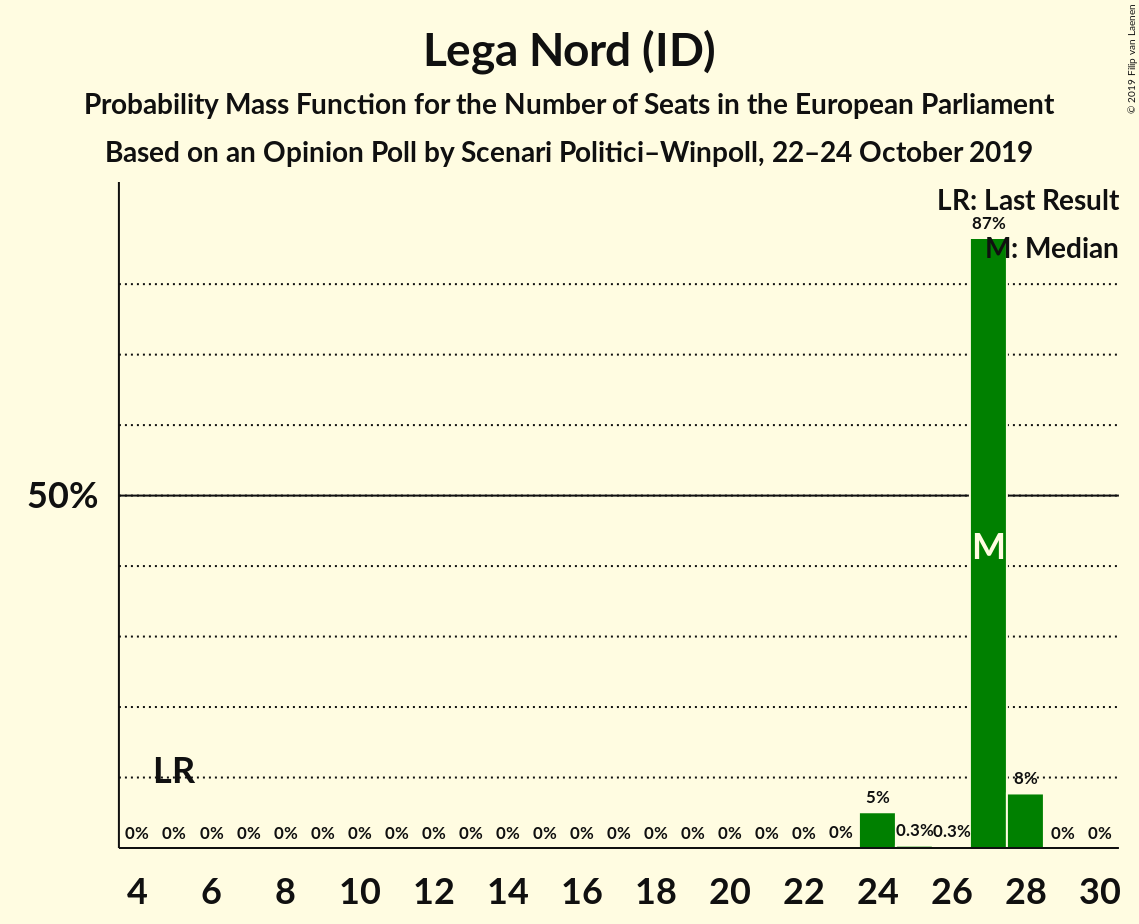 Lega Nord (ID)
Probability Mass Function for the Number of Seats in the European Parliament
Based on an Opinion Poll by Scenari Politici–Winpoll, 22–24 October 2019
© 2019 Filip van Laenen
LR: Last Result
87%
M: Median
50%
M
LR
8%
5%
0% 0% 0% 0% 0% 0% 0% 0% 0% 0% 0% 0% 0% 0% 0% 0% 0% 0% 0% 0% 0.3% 0.3% 0% 0%
4 6 8 10 12 14 16 18 20 22 24 26 28 30